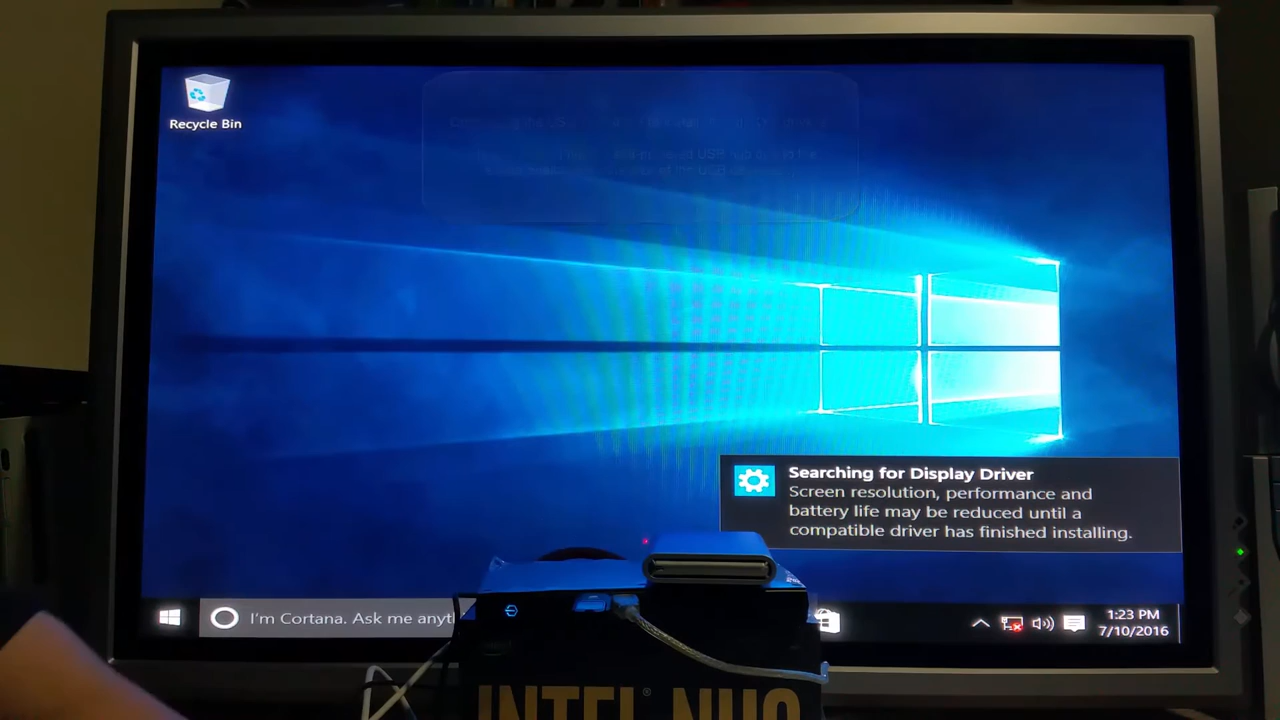 Recycle Bin
Searching for Display Driver
Screen resolution, performance and
battery life may be reduced until a
compatible driver has finished installing.
I'm Cortana. Ask me anyt
1:23 PM
7/10/2016
INTEL® NUC